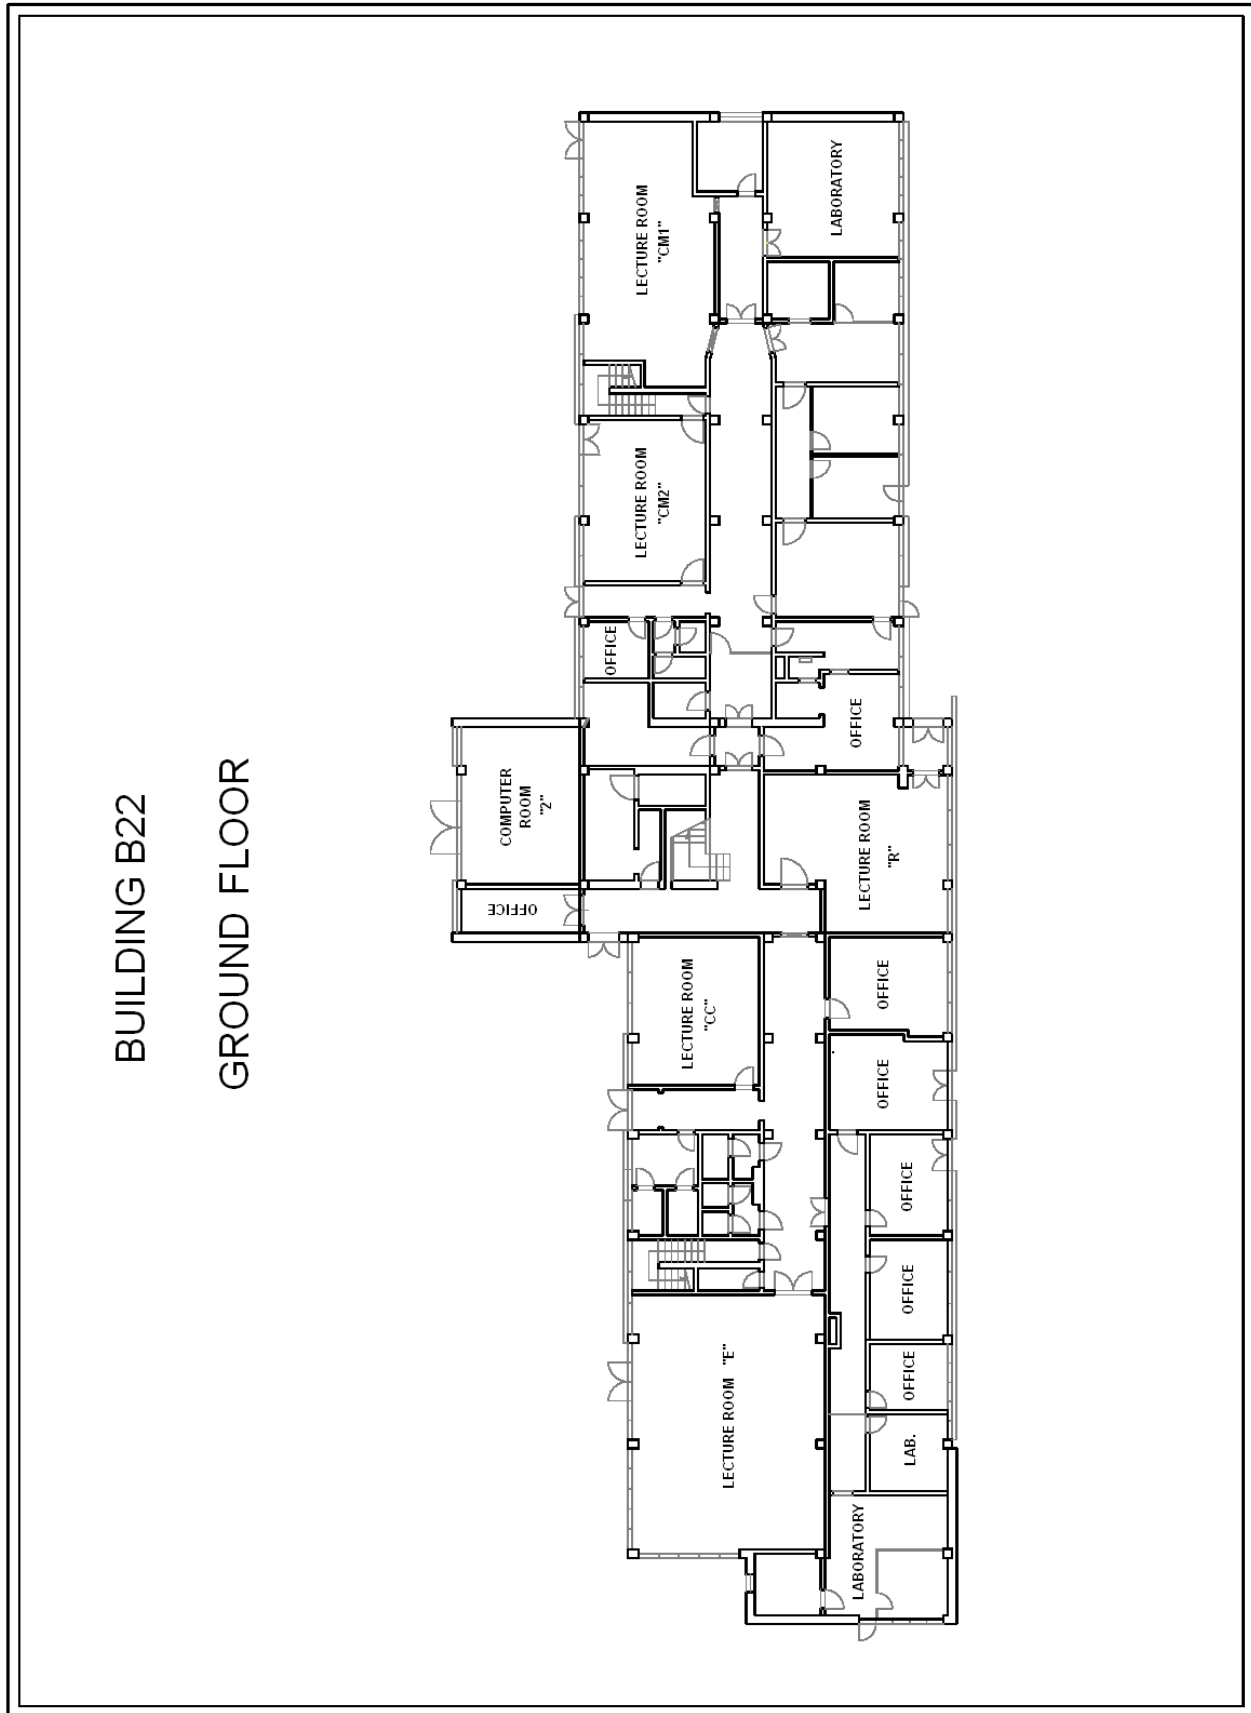 BUILDING B22
GROUND FLOOR
LECTURE ROOM
"CM1"
LABORATORY
LECTURE ROOM
"CM2"
OFFICE
OFFICE
COMPUTER
ROOM
"2"
OFFICE
LECTURE ROOM
"R"
LECTURE ROOM
"CC"
OFFICE
OFFICE
OFFICE
OFFICE
OFFICE
LECTURE ROOM "E"
LAB.
LABORATORY